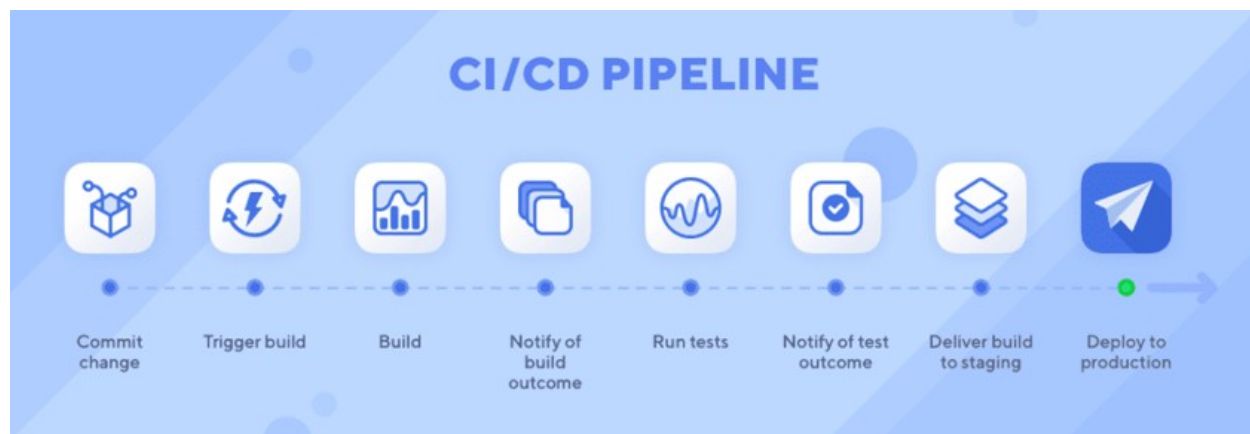 CI/CD PIPELINE
Commit
change
Trigger build
Build
Notify of
build
outcome
Run tests
Notify of test
outcome
Deliver build
to staging
Deploy to
production